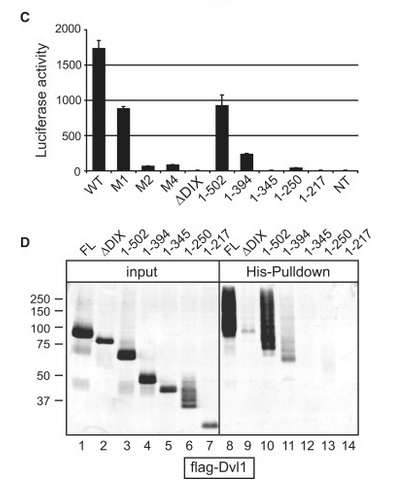 C
2000
1500
1000
500
0
Luciferase activity
WT M1 M2 M4 ΔDIX 1-502 1-394 1-345 1-250 1-217 NT
D
FL ΔDIX 1-502 1-394 1-345 1-250 1-217 FL ΔDIX 1-502 1-394 1-345 1-250 1-217
input His-Pulldown
250
150
100
75
50
37
1 2 3 4 5 6 7 8 9 10 11 12 13 14
flag-Dvl1